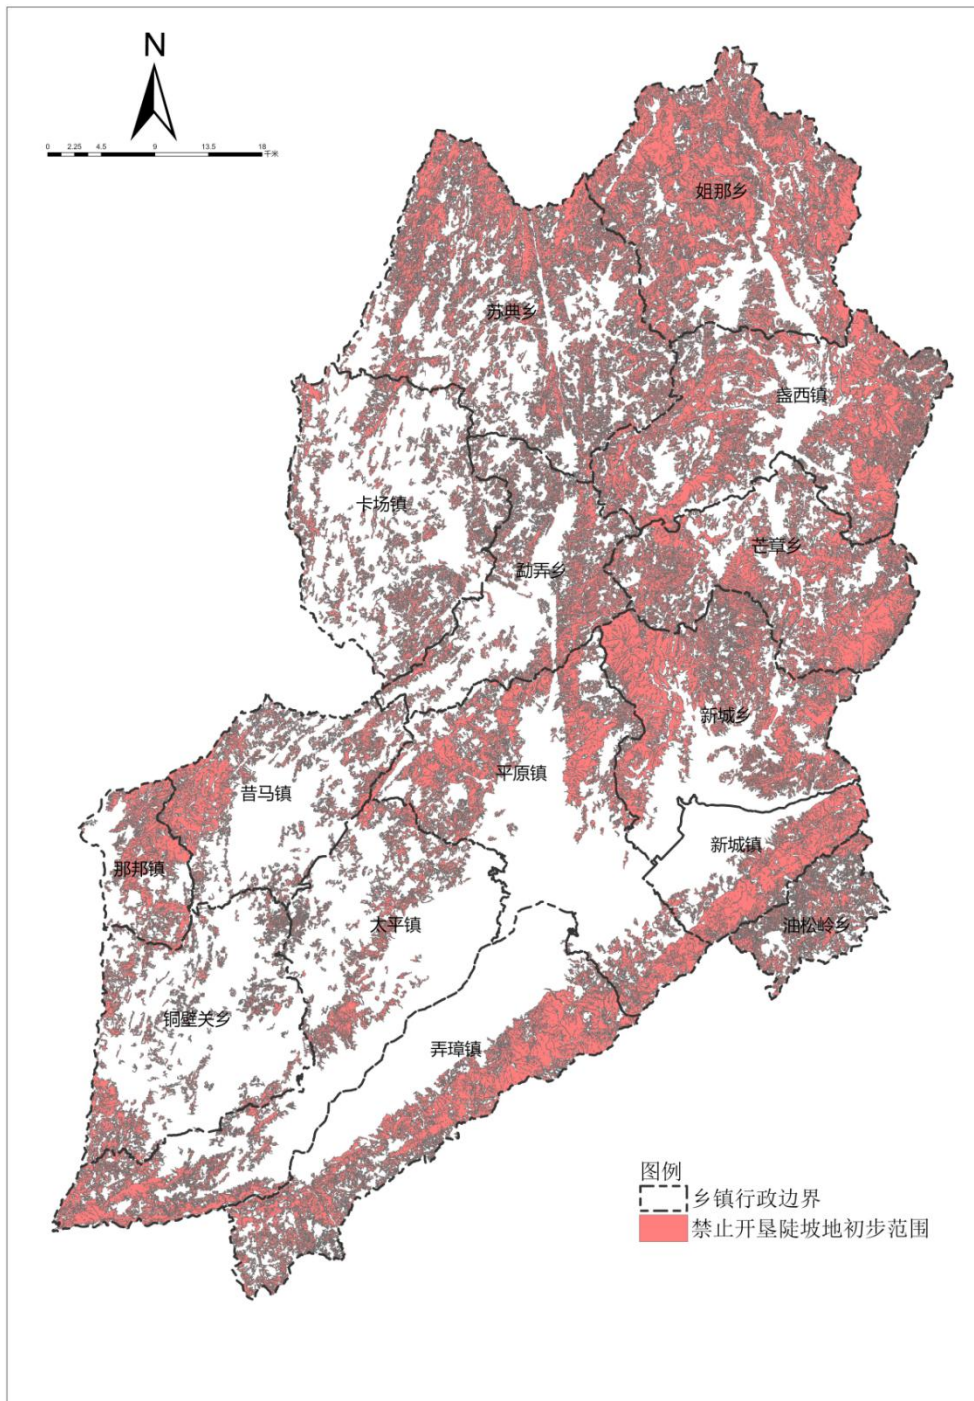 N
0 2.25 4.5 9 13.5 18
千米
姐那乡
苏典乡
盏西镇
卡场镇
芒章乡
勐弄乡
新城乡
平原镇
昔马镇
新城镇
那邦镇
太平镇
油松岭乡
铜壁关乡
弄璋镇
图例
乡镇行政边界
禁止开垦陡坡地初步范围